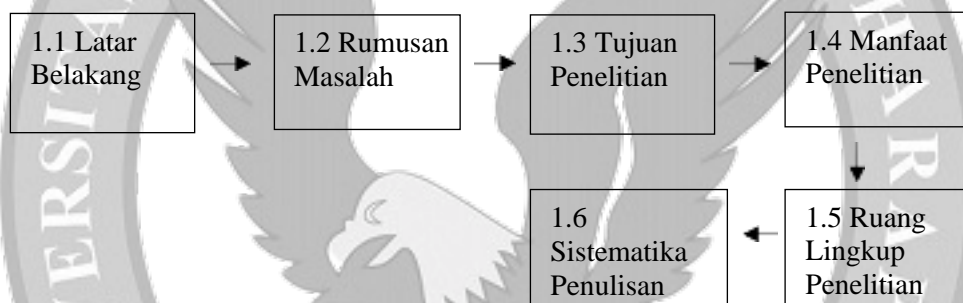 1.1 Latar
Belakang
1.2 Rumusan
Masalah
1.3 Tujuan
Penelitian
1.4 Manfaat
Penelitian
1.5 Ruang
Lingkup
Penelitian
1.6
Sistematika
Penulisan